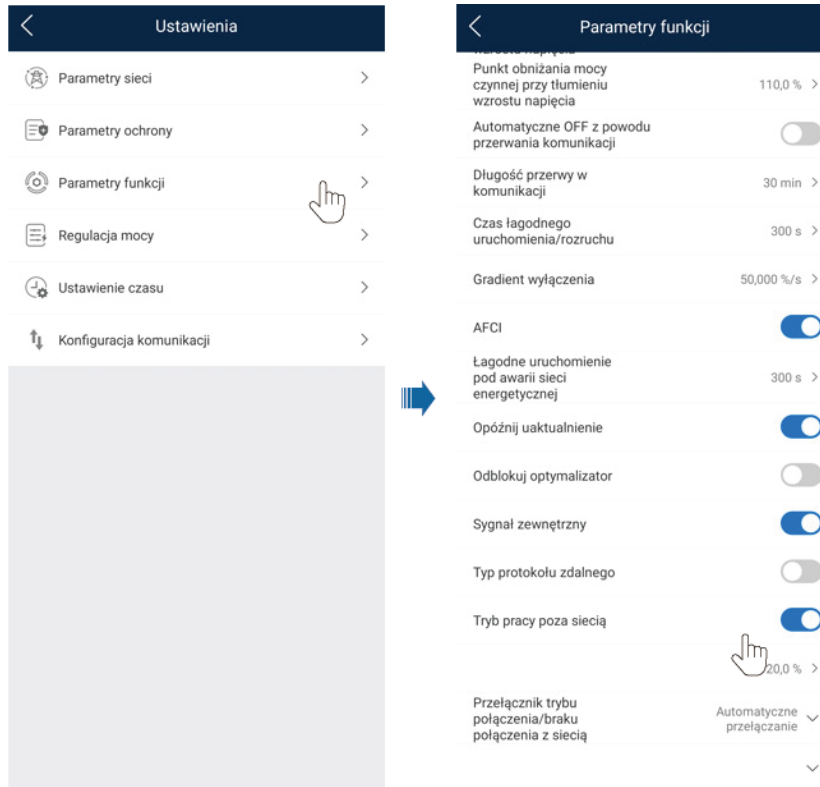 Ustawienia
Parametry sieci
Parametry ochrony
Parametry funkcji
Regulacja mocy
Ustawienie czasu
Konfiguracja komunikacji
Parametry funkcji
wzrostu napięcia
Punkt obniżania mocy
czynnej przy tłumieniu
wzrostu napięcia
110,0 %
Automatyczne OFF z powodu
przerwania komunikacji
Długość przerwy w
komunikacji
30 min
Czas łagodnego
uruchomienia/rozruchu
300 s
Gradient wyłączenia
50,000 %/s
AFCI
Łagodne uruchomienie
pod awarii sieci
energetycznej
300 s
Opóźnij uaktualnienie
Odblokuj optymalizator
Sygnał zewnętrzny
Typ protokołu zdalnego
Tryb pracy poza siecią
20,0 %
Przełącznik trybu
połączenia/braku
połączenia z siecią
Automatyczne
przełączanie